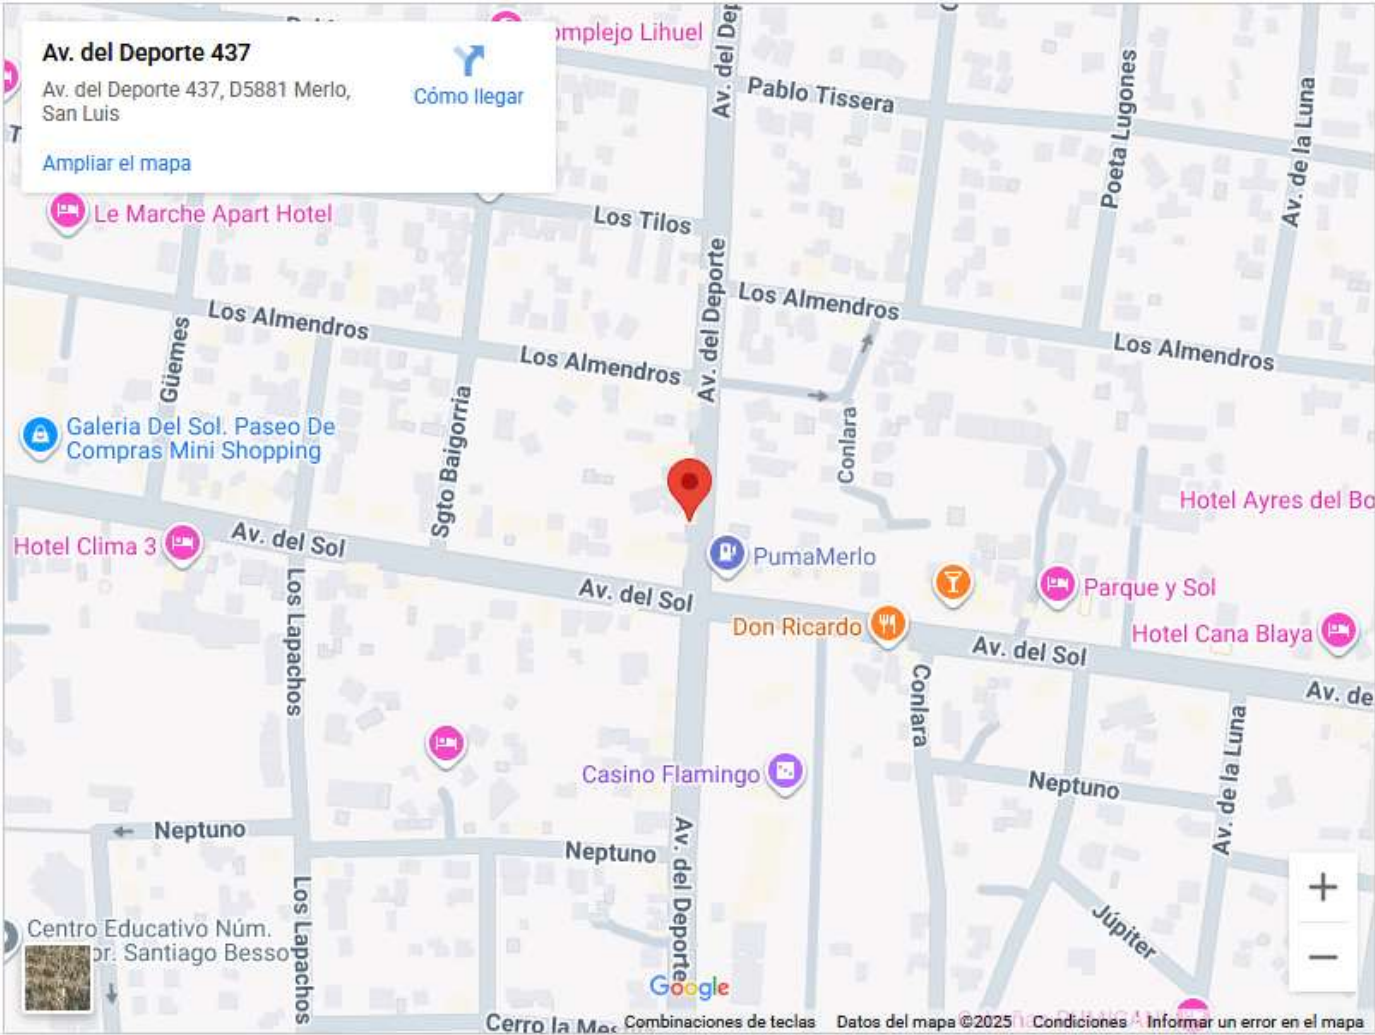 Av. del Deporte 437
Av. del Deporte 437, D5881 Merlo,
San Luis
Cómo llegar
Ampliar el mapa
omplejo Lihuel
Av. del Dep
Pablo Tissera
Poeta Lugones
Av. de la Luna
Le Marche Apart Hotel
Los Tilos
Av. del Deporte
Los Almendros
Los Almendros
Los Almendros
Los Almendros
Güemes
Sgto Baigorria
Conlara
Galeria Del Sol. Paseo De
Compras Mini Shopping
Hotel Ayres del Bo
Hotel Clima 3
Av. del Sol
PumaMerlo
Av. del Sol
Parque y Sol
Don Ricardo
Hotel Cana Blaya
Av. del Sol
Av. de
Los Lapachos
Conlara
Av. de la Luna
Casino Flamingo
Neptuno
Neptuno
Neptuno
Av. del Deporte
Los Lapachos
Júpiter
Centro Educativo Núm.
or. Santiago Besso
Google
Cerro la Mes
Combinaciones de teclas
Datos del mapa ©2025
Condiciones
Informar un error en el mapa